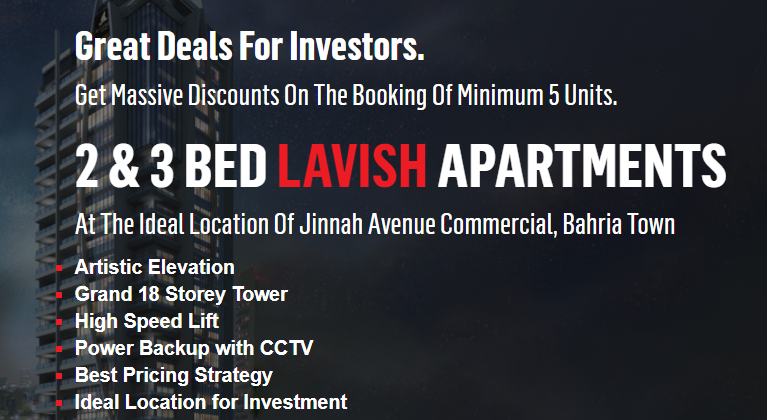 Great Deals For Investors.
Get Massive Discounts On The Booking Of Minimum 5 Units.
2 & 3 BED LAVISH APARTMENTS
At The Ideal Location Of Jinnah Avenue Commercial, Bahria Town
Artistic Elevation
Grand 18 Storey Tower
High Speed Lift
Power Backup with CCTV
Best Pricing Strategy
Ideal Location for Investment